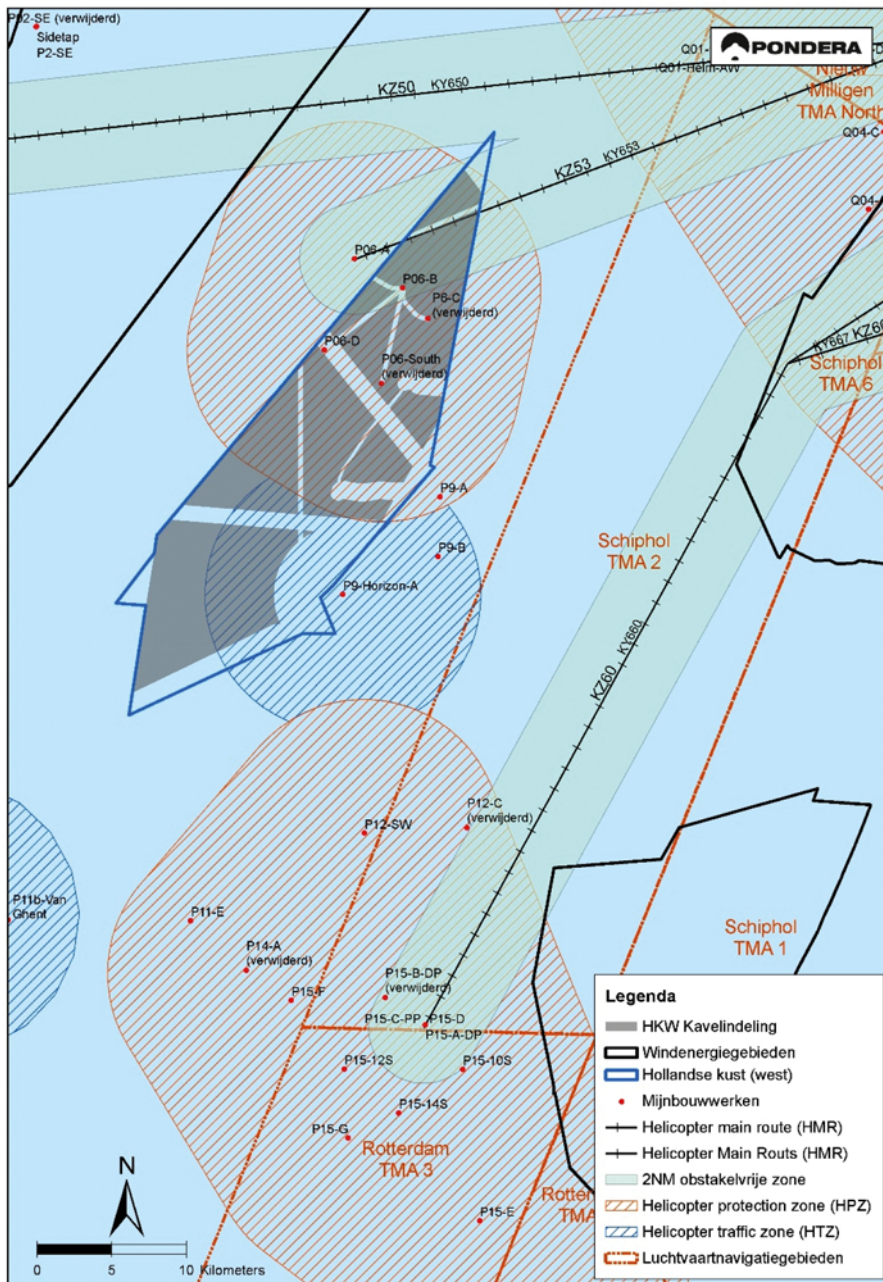 P02-SE (verwijderd)
Sidetap
P2-SE
PONDERA
Q01-
Q01-Helm-AW
Nieuw
Milligen
TMA North
Q04-C
Q04-
KZ50 KY650
KZ53 KY653
P06-A
P06-B
P6-C
(verwijderd)
P06-D
P06-South
(verwijderd)
KY667 KZ60
Schiphol
TMA 6
P9-A
P9-B
P9-Horizon-A
Schiphol
TMA 2
KZ60 KY660
P12-C
(verwijderd)
P12-SW
P11b-Van
Ghent
P11-E
P14-A
(verwijderd)
P15-F
P15-B-DP
(verwijderd)
P15-C-PP
P15-D
P15-A-DP
P15-12S
P15-10S
P15-14S
P15-G
Rotterdam
TMA 3
P15-E
Schiphol
TMA 1
Rotter
TMA
Legenda
HKW Kavelindeling
Windenergiegebieden
Hollandse kust (west)
Mijnbouwwerken
Helicopter main route (HMR)
Helicopter Main Routs (HMR)
2NM obstakelvrije zone
Helicopter protection zone (HPZ)
Helicopter traffic zone (HTZ)
Luchtvaartnavigatiegebieden
N
0 5 10 Kilometers